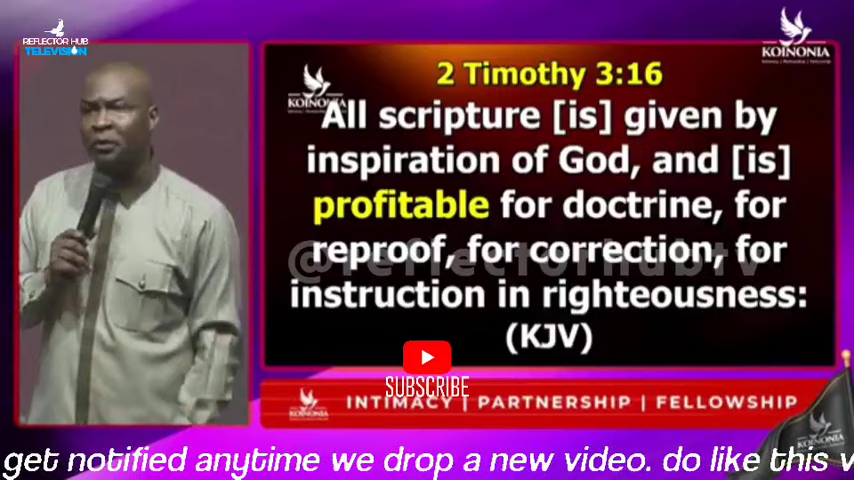 REFLECTOR HUB
TELEVISION
KOINONIA
KOINONIA
2 Timothy 3:16
All scripture [is] given by
inspiration of God, and [is]
profitable for doctrine, for
reproof, for correction, for
instruction in righteousness:
(KJV)
@reflectorhubtv
SUBSCRIBE
KOINONIA
INTIMACY | PARTNERSHIP | FELLOWSHIP
KOINONIA
get notified anytime we drop a new video. do like this v